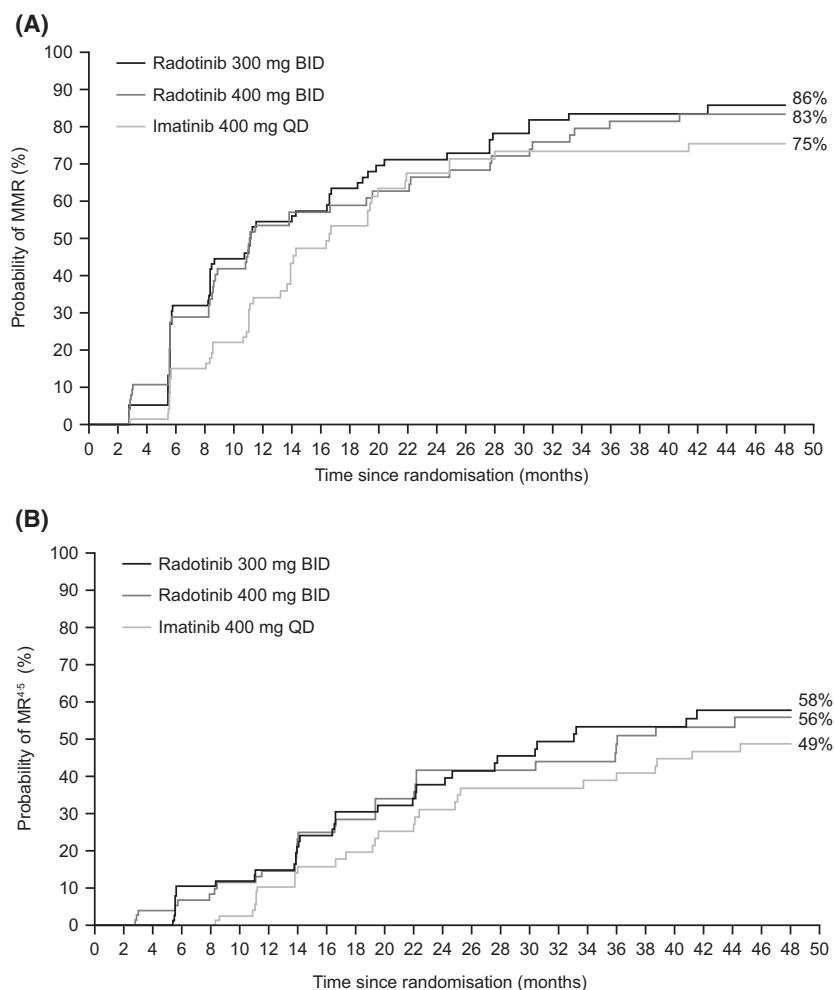 (A)
100
90
80
70
60
50
40
30
20
10
0
Probability of MMR (%)
Radotinib 300 mg BID
Radotinib 400 mg BID
Imatinib 400 mg QD
86%
83%
75%
0 2 4 6 8 10 12 14 16 18 20 22 24 26 28 30 32 34 36 38 40 42 44 46 48 50
Time since randomisation (months)
(B)
100
90
80
70
60
50
40
30
20
10
0
Probability of MR⁴·⁵ (%)
Radotinib 300 mg BID
Radotinib 400 mg BID
Imatinib 400 mg QD
58%
56%
49%
0 2 4 6 8 10 12 14 16 18 20 22 24 26 28 30 32 34 36 38 40 42 44 46 48 50
Time since randomisation (months)